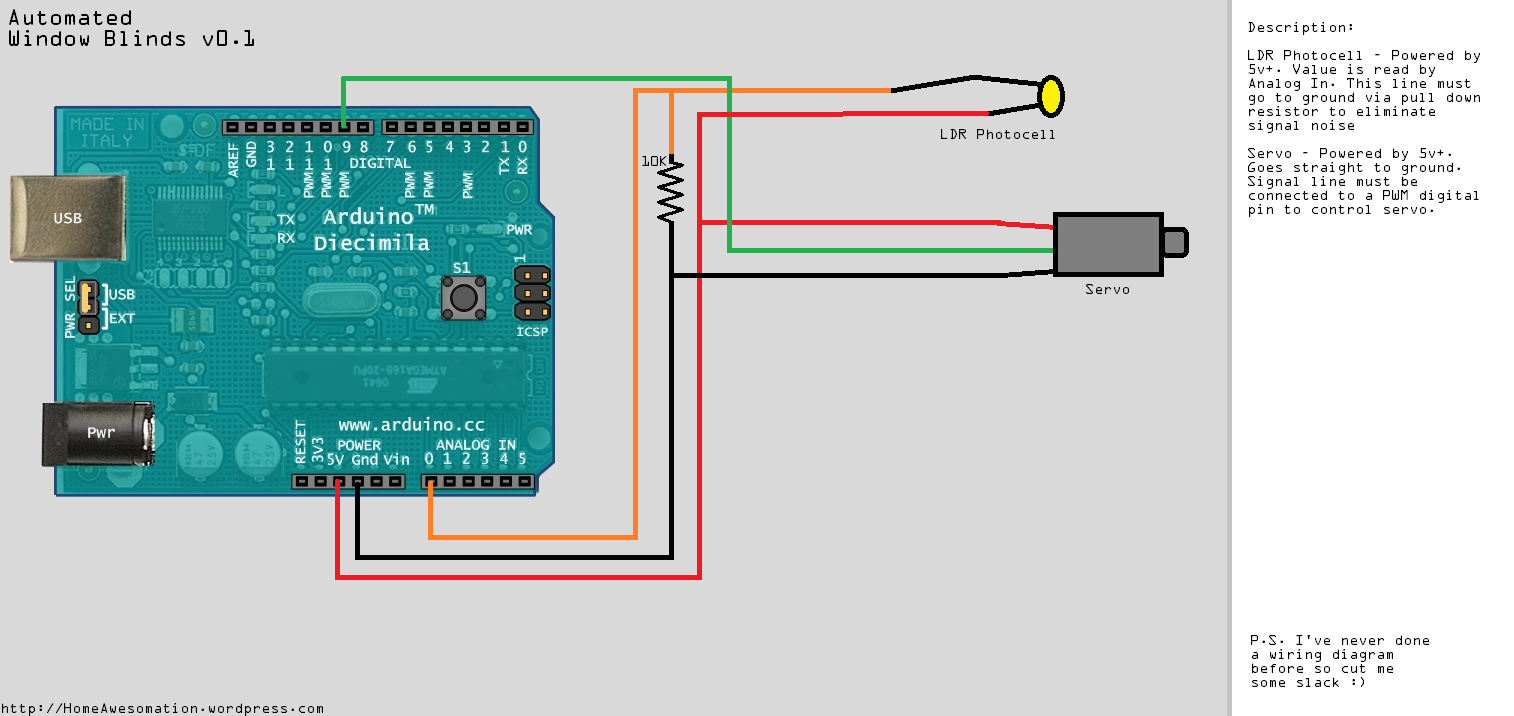 Automated
Window Blinds v0.1
MADE IN
ITALY
AREF
GND
13
12
PWM 11
PWM 10
PWM 9
8
DIGITAL
7
PWM 6
PWM 5
4
PWM 3
2
TX 1
RX 0
TX
RX
Arduino TM
Diecimila
PWR
USB
S1
1
ICSP
PWR SEL
USB
EXT
ATMEGA168-20PU
0641
Pwr
www.arduino.cc
POWER
ANALOG IN
RESET
3V3
5V Gnd Vin
0 1 2 3 4 5
10K
LDR Photocell
Servo
http://HomeAwesomation.wordpress.com
Description:
LDR Photocell - Powered by
5v+. Value is read by
Analog In. This line must
go to ground via pull down
resistor to eliminate
signal noise
Servo - Powered by 5v+.
Goes straight to ground.
Signal line must be
connected to a PWM digital
pin to control servo.
P.S. I've never done
a wiring diagram
before so cut me
some slack :)